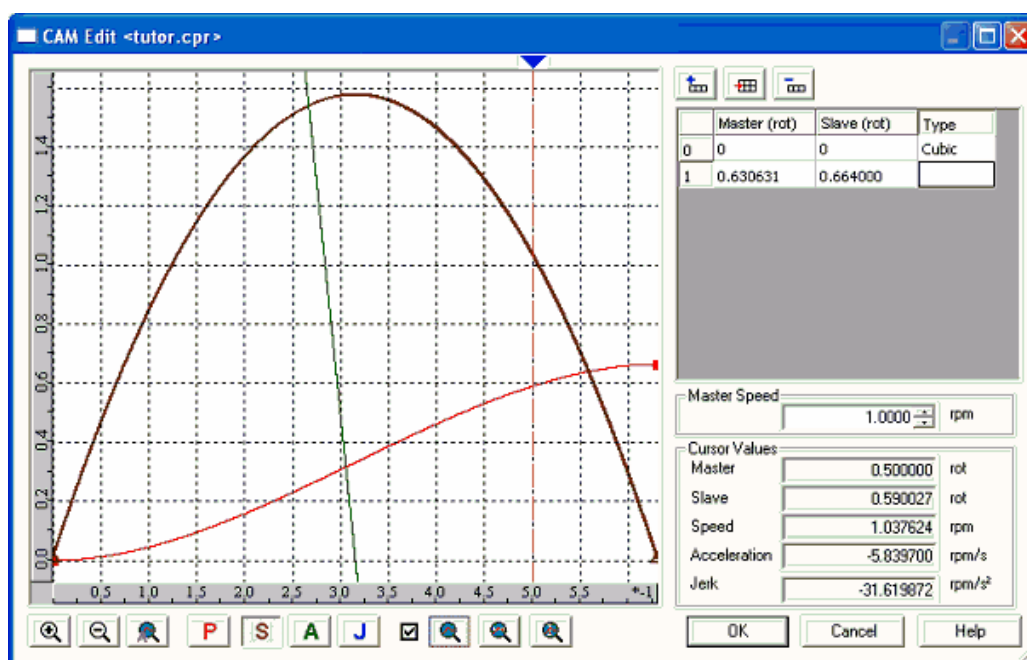 CAM Edit <tutor.cpr>
Master (rot) Slave (rot) Type
0 0 0 Cubic
1 0.630631 0.664000
1,4
1,2
1,0
0,8
0,6
0,4
0,2
0,0
0,5 1,0 1,5 2,0 2,5 3,0 3,5 4,0 4,5 5,0 5,5 *-1
Master Speed
1.0000 rpm
Cursor Values
Master 0.500000 rot
Slave 0.590027 rot
Speed 1.037624 rpm
Acceleration -5.839700 rpm/s
Jerk -31.619872 rpm/s²
P S A J
OK Cancel Help